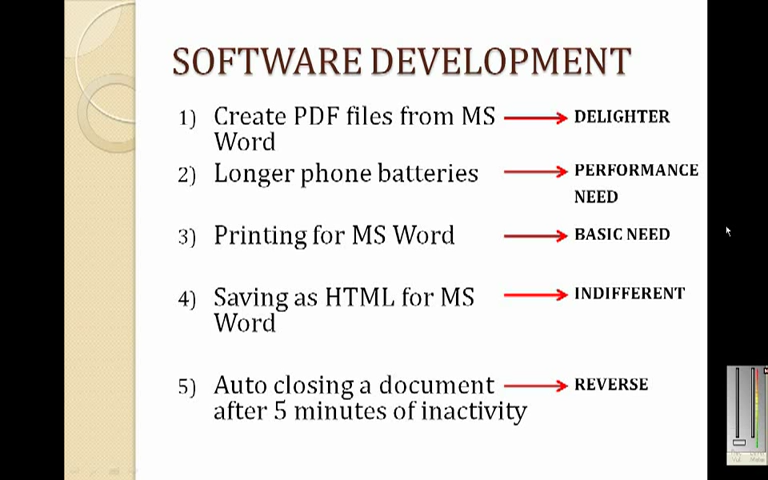 SOFTWARE DEVELOPMENT
1) Create PDF files from MS Word
DELIGHTER
2) Longer phone batteries
PERFORMANCE NEED
3) Printing for MS Word
BASIC NEED
4) Saving as HTML for MS Word
INDIFFERENT
5) Auto closing a document after 5 minutes of inactivity
REVERSE